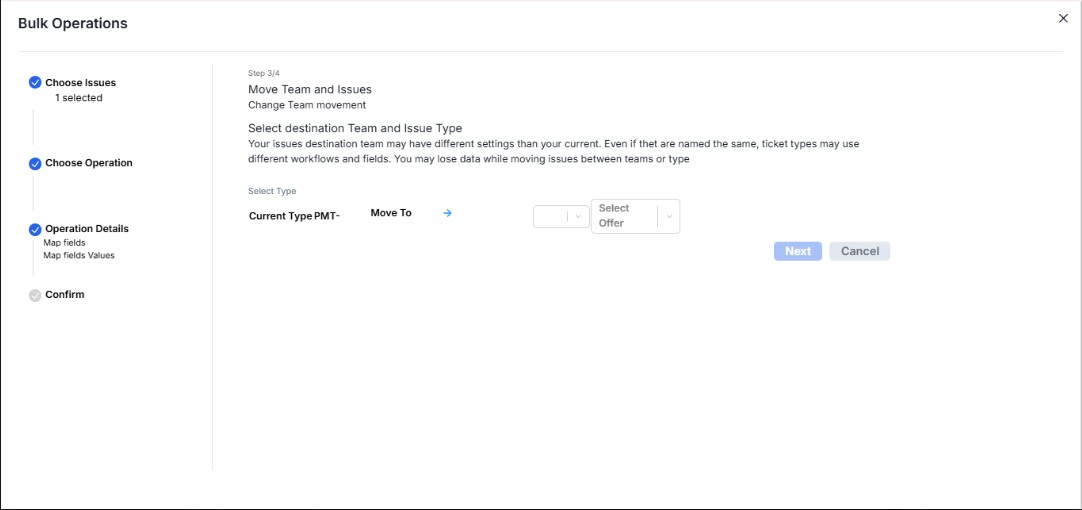 Bulk Operations
Choose Issues
1 selected
Choose Operation
Operation Details
Map fields
Map fields Values
Confirm
Step 3/4
Move Team and Issues
Change Team movement
Select destination Team and Issue Type
Your issues destination team may have different settings than your current. Even if thet are named the same, ticket types may use
different workflows and fields. You may lose data while moving issues between teams or type
Select Type
Current Type PMT- Move To
Select
Offer
Next Cancel